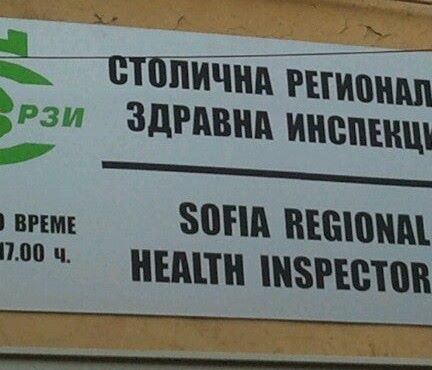 РЗИ
СТОЛИЧНА РЕГИОНАЛ
ЗДРАВНА ИНСПЕКЦИ
О ВРЕМЕ
17.00 ч.
SOFIA REGIONAL
HEALTH INSPECTOR